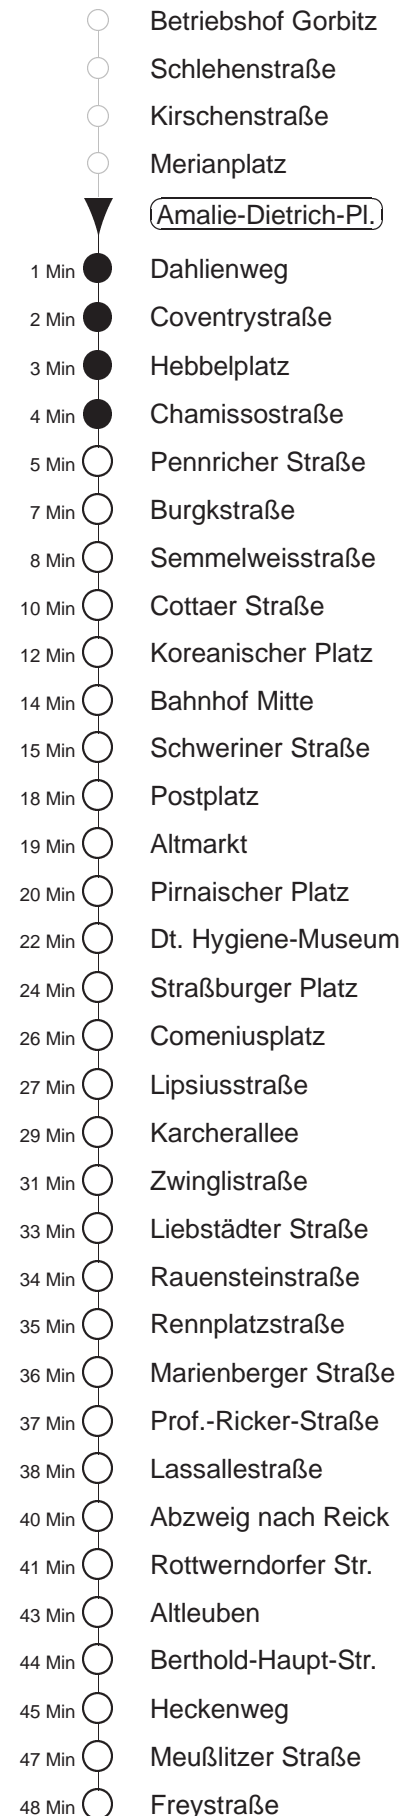 Betriebshof Gorbitz
Schlehenstraße
Kirschenstraße
Merianplatz
Amalie-Dietrich-Pl.
1 Min Dahlienweg
2 Min Coventrystraße
3 Min Hebbelplatz
4 Min Chamissostraße
5 Min Pennricher Straße
7 Min Burgkstraße
8 Min Semmelweisstraße
10 Min Cottaer Straße
12 Min Koreanischer Platz
14 Min Bahnhof Mitte
15 Min Schweriner Straße
18 Min Postplatz
19 Min Altmarkt
20 Min Pirnaischer Platz
22 Min Dt. Hygiene-Museum
24 Min Straßburger Platz
26 Min Comeniusplatz
27 Min Lipsiusstraße
29 Min Karcherallee
31 Min Zwinglistraße
33 Min Liebstädter Straße
34 Min Rauensteinstraße
35 Min Rennplatzstraße
36 Min Marienberger Straße
37 Min Prof.-Ricker-Straße
38 Min Lassallestraße
40 Min Abzweig nach Reick
41 Min Rottwerndorfer Str.
43 Min Altleuben
44 Min Berthold-Haupt-Str.
45 Min Heckenweg
47 Min Meußlitzer Straße
48 Min Freystraße